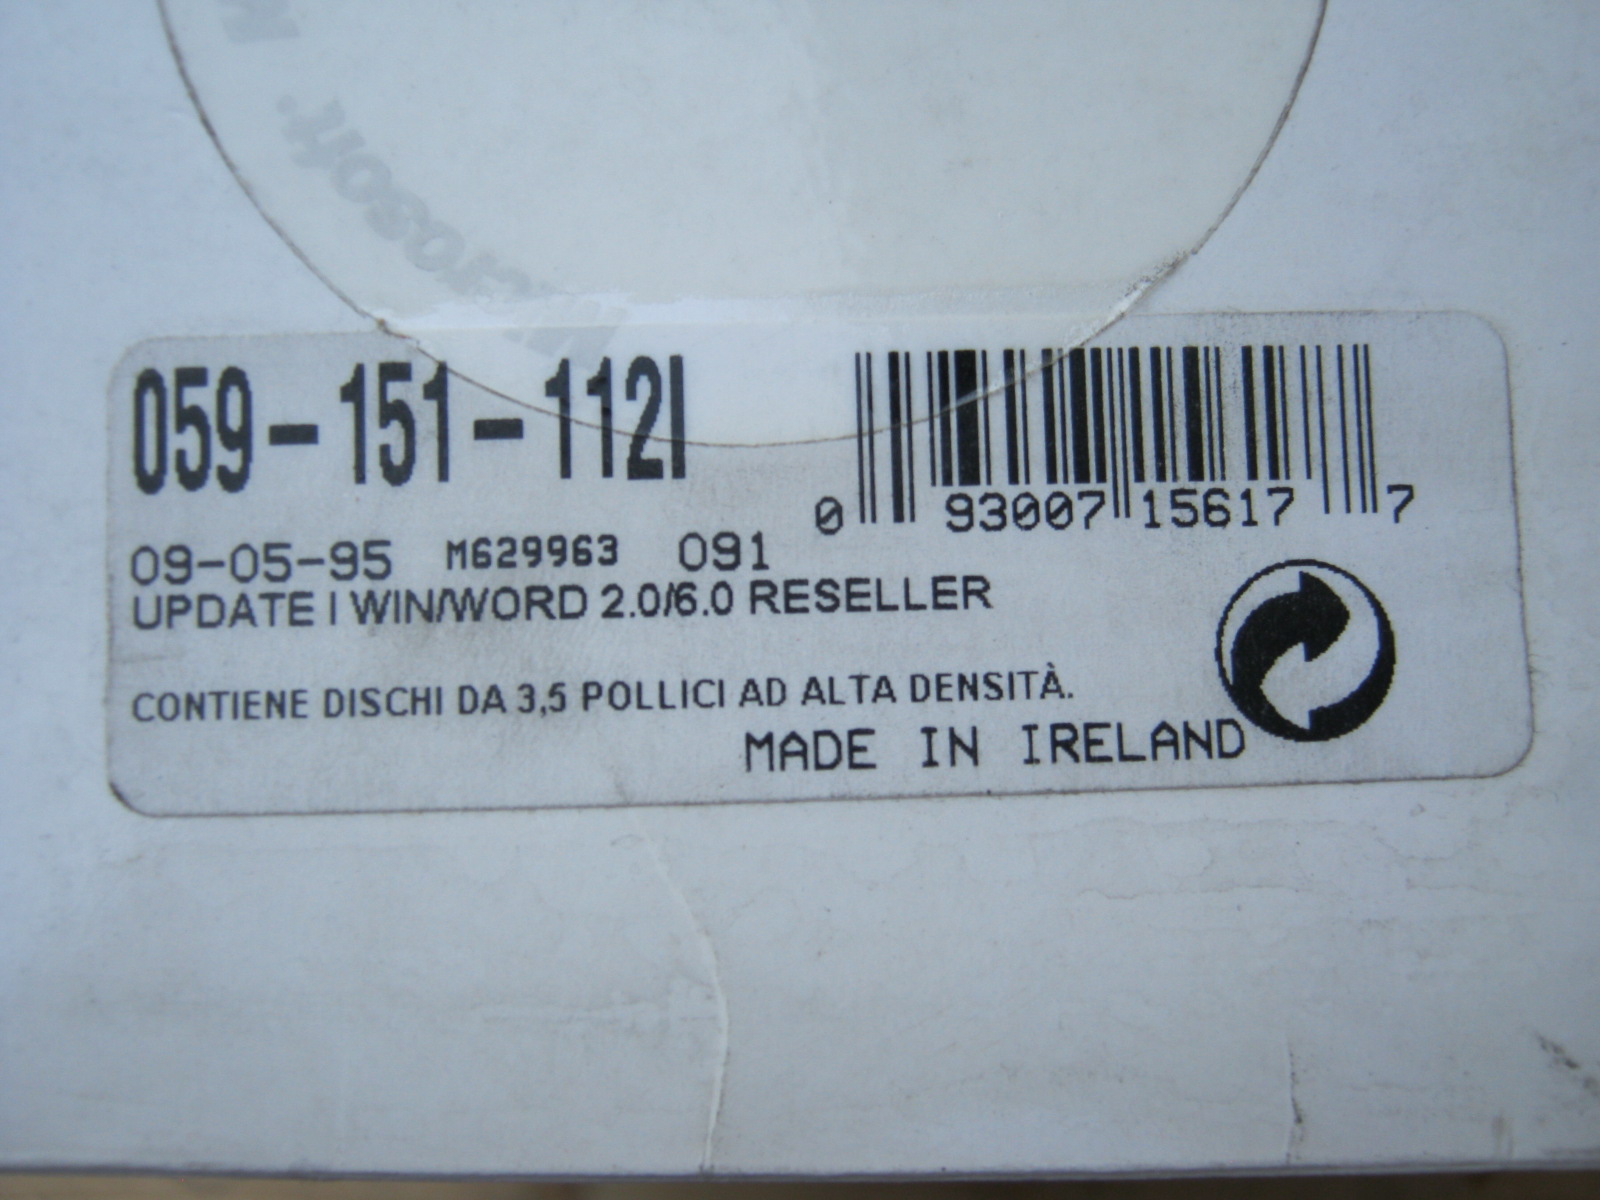 Microsoft.
059-151-112I
0 93007 15617 7
09-05-95 M629963 091
UPDATE I WIN/WORD 2.0/6.0 RESELLER
CONTIENE DISCHI DA 3,5 POLLICI AD ALTA DENSITÀ.
MADE IN IRELAND